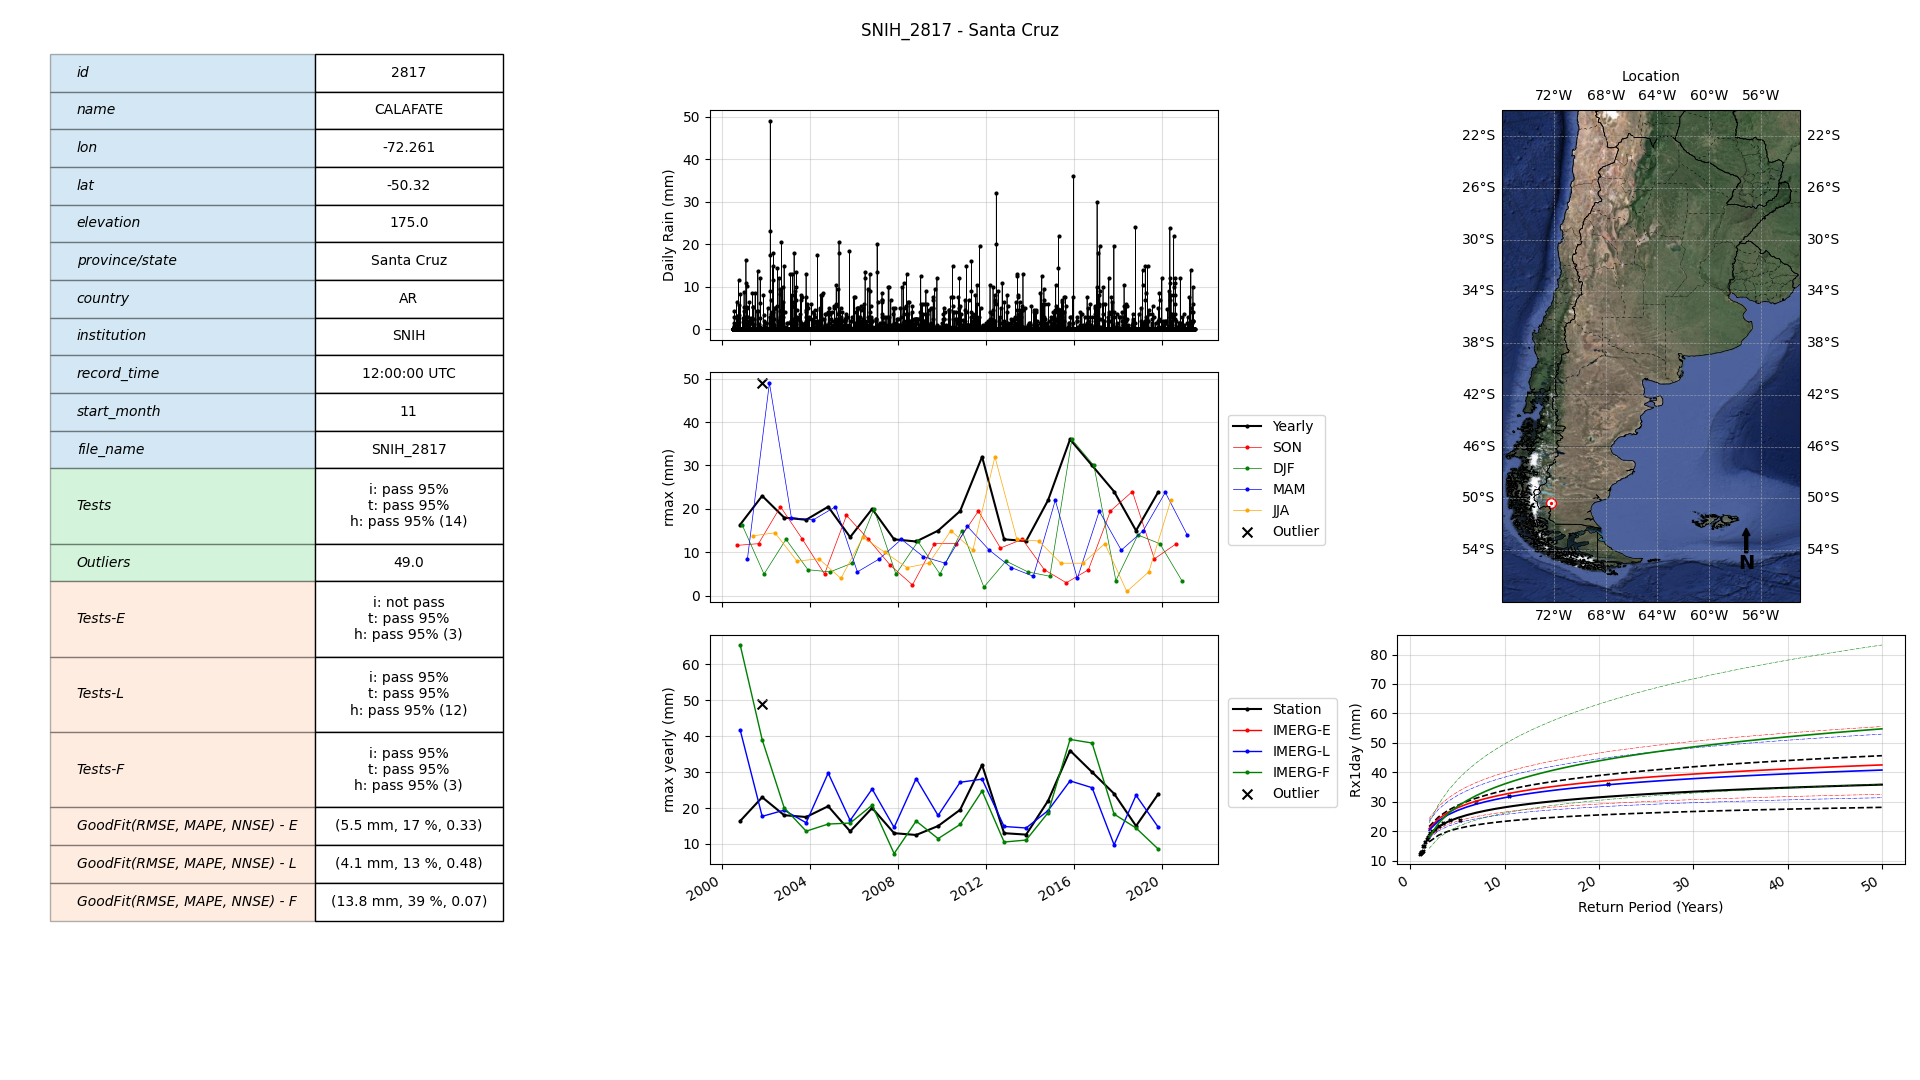 SNIH_2817 - Santa Cruz
id 2817
name CALAFATE
lon -72.261
lat -50.32
elevation 175.0
province/state Santa Cruz
country AR
institution SNIH
record_time 12:00:00 UTC
start_month 11
file_name SNIH_2817
Tests
i: pass 95%
t: pass 95%
h: pass 95% (14)
Outliers 49.0
Tests-E
i: not pass
t: pass 95%
h: pass 95% (3)
Tests-L
i: pass 95%
t: pass 95%
h: pass 95% (12)
Tests-F
i: pass 95%
t: pass 95%
h: pass 95% (3)
GoodFit(RMSE, MAPE, NNSE) - E (5.5 mm, 17 %, 0.33)
GoodFit(RMSE, MAPE, NNSE) - L (4.1 mm, 13 %, 0.48)
GoodFit(RMSE, MAPE, NNSE) - F (13.8 mm, 39 %, 0.07)
Daily Rain (mm)
50
40
30
20
10
0
rmax (mm)
50
40
30
20
10
0
Yearly
SON
DJF
MAM
JJA
Outlier
rmax yearly (mm)
60
50
40
30
20
10
2000 2004 2008 2012 2016 2020
Station
IMERG-E
IMERG-L
IMERG-F
Outlier
Location
72°W 68°W 64°W 60°W 56°W
22°S 22°S
26°S 26°S
30°S 30°S
34°S 34°S
38°S 38°S
42°S 42°S
46°S 46°S
50°S 50°S
54°S 54°S
N
72°W 68°W 64°W 60°W 56°W
Rx1day (mm)
80
70
60
50
40
30
20
10
0 10 20 30 40 50
Return Period (Years)